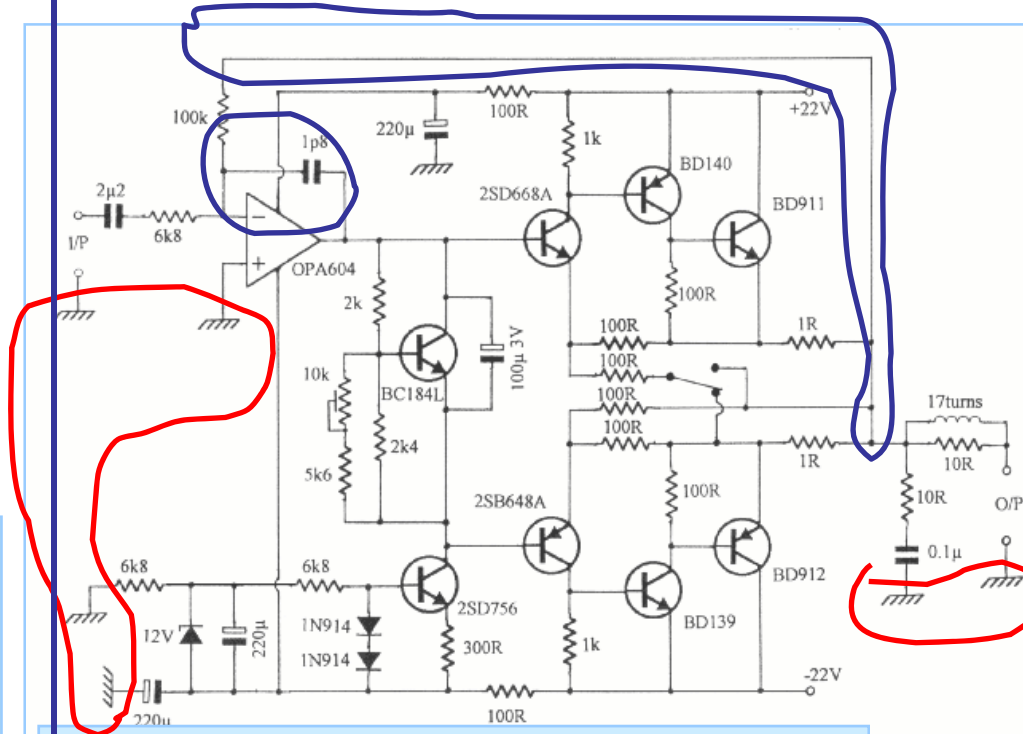 +22V
100R
100k
220µ
1k
1p8
BD140
2µ2
2SD668A
BD911
I/P
6k8
−
+
OPA604
2k
100R
100µ 3V
100R
1R
100R
10k
BC184L
100R
100R
17turns
2k4
1R
10R
5k6
100R
10R
2SB648A
O/P
0.1µ
6k8
6k8
BD912
2SD756
12V
220µ
1N914
BD139
300R
1k
1N914
-22V
220µ
100R